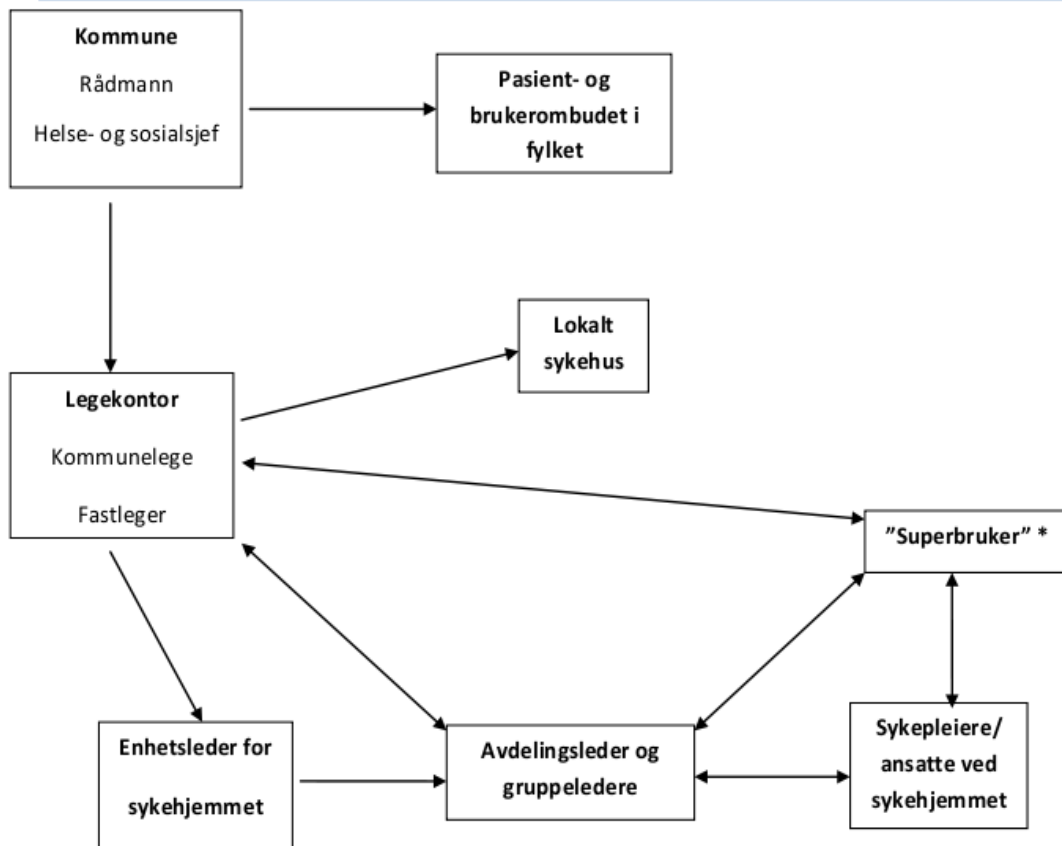 Kommune
Rådmann
Helse- og sosialsjef
Pasient- og
brukerombudet i
fylket
Lokalt
sykehus
Legekontor
Kommunelege
Fastleger
”Superbruker” *
Enhetsleder for
sykehjemmet
Avdelingsleder og
gruppeledere
Sykepleiere/
ansatte ved
sykehjemmet